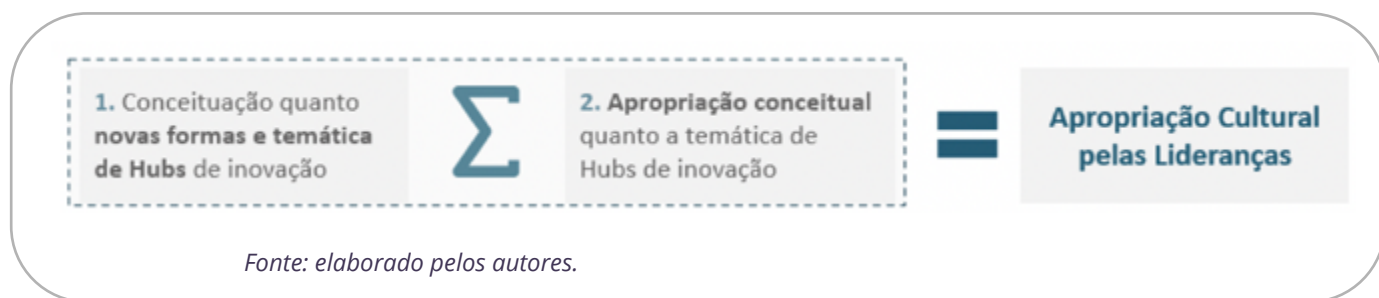 1. Conceituação quanto
novas formas e temática
de Hubs de inovação
∑
2. Apropriação conceitual
quanto a temática de
Hubs de inovação
=
Apropriação Cultural
pelas Lideranças
Fonte: elaborado pelos autores.